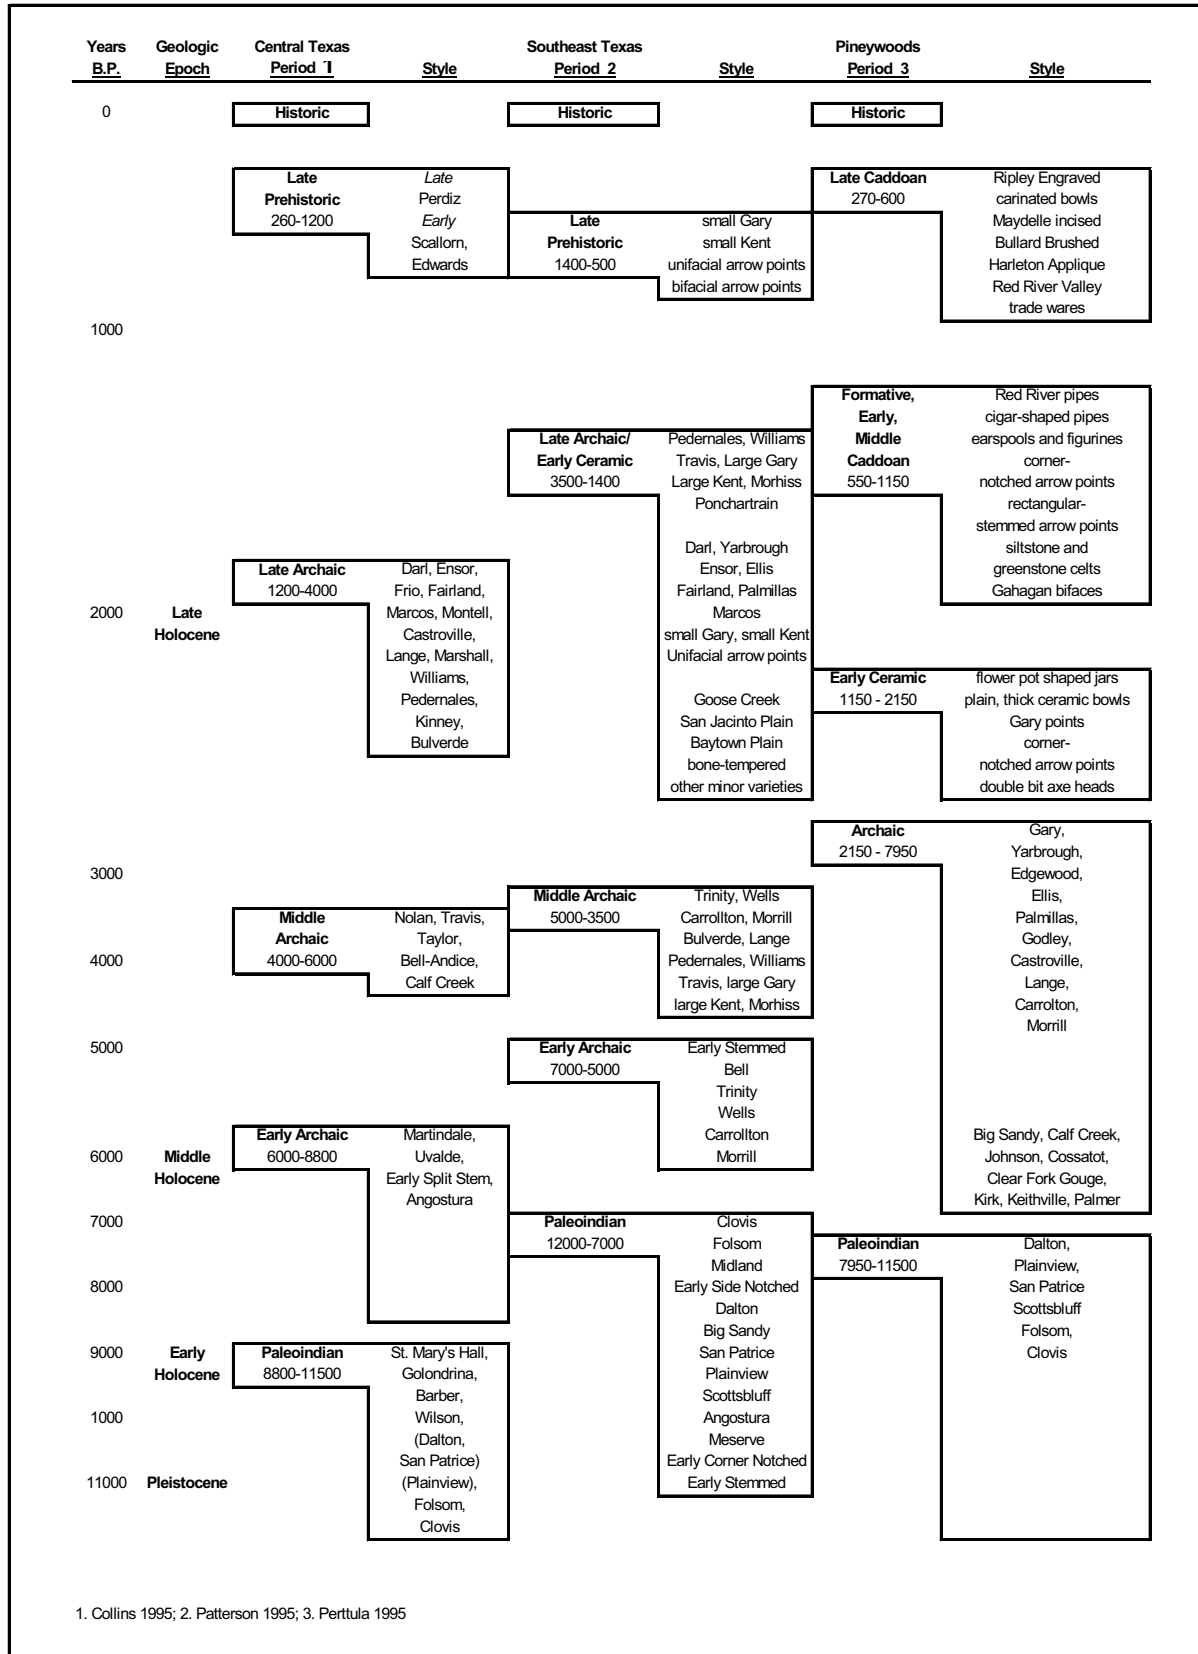 Years Geologic Central Texas Southeast Texas Pineywoods
B.P. Epoch Period 1 Style Period 2 Style Period 3 Style
0 Historic Historic Historic
Late Late Late Caddoan Ripley Engraved
Prehistoric Perdiz 270-600 carinated bowls
260-1200 Early Late small Gary Maydelle incised
Scallorn, Prehistoric small Kent Bullard Brushed
Edwards 1400-500 unifacial arrow points Harleton Applique
bifacial arrow points Red River Valley
trade wares
1000
Formative, Red River pipes
Early, cigar-shaped pipes
Late Archaic/ Pedernales, Williams Middle earspools and figurines
Early Ceramic Travis, Large Gary Caddoan corner-
3500-1400 Large Kent, Morhiss 550-1150 notched arrow points
Ponchartrain rectangular-
stemmed arrow points
Darl, Yarbrough siltstone and
Late Archaic Darl, Ensor, Ensor, Ellis greenstone celts
1200-4000 Frio, Fairland, Fairland, Palmillas Gahagan bifaces
2000 Late Marcos, Montell, Marcos
Holocene Castroville, small Gary, small Kent
Lange, Marshall, Unifacial arrow points
Williams, Early Ceramic flower pot shaped jars
Pedernales, Goose Creek 1150 - 2150 plain, thick ceramic bowls
Kinney, San Jacinto Plain Gary points
Bulverde Baytown Plain corner-
bone-tempered notched arrow points
other minor varieties double bit axe heads
Archaic Gary,
2150 - 7950 Yarbrough,
3000 Edgewood,
Middle Archaic Trinity, Wells Ellis,
Middle Nolan, Travis, 5000-3500 Carrollton, Morrill Palmillas,
Archaic Taylor, Bulverde, Lange Godley,
4000 4000-6000 Bell-Andice, Pedernales, Williams Castroville,
Calf Creek Travis, large Gary Lange,
large Kent, Morhiss Carrolton,
Morrill
5000 Early Archaic Early Stemmed
7000-5000 Bell
Trinity
Wells
Early Archaic Martindale, Carrollton Big Sandy, Calf Creek,
6000 Middle 6000-8800 Uvalde, Morrill Johnson, Cossatot,
Holocene Early Split Stem, Clear Fork Gouge,
Angostura Kirk, Keithville, Palmer
7000 Paleoindian Clovis
12000-7000 Folsom Paleoindian Dalton,
Midland 7950-11500 Plainview,
8000 Early Side Notched San Patrice
Dalton Scottsbluff
Big Sandy Folsom,
9000 Early Paleoindian St. Mary's Hall, San Patrice Clovis
Holocene 8800-11500 Golondrina, Plainview
Barber, Scottsbluff
1000 Wilson, Angostura
(Dalton, Meserve
San Patrice) Early Corner Notched
11000 Pleistocene (Plainview), Early Stemmed
Folsom,
Clovis
1. Collins 1995; 2. Patterson 1995; 3. Perttula 1995